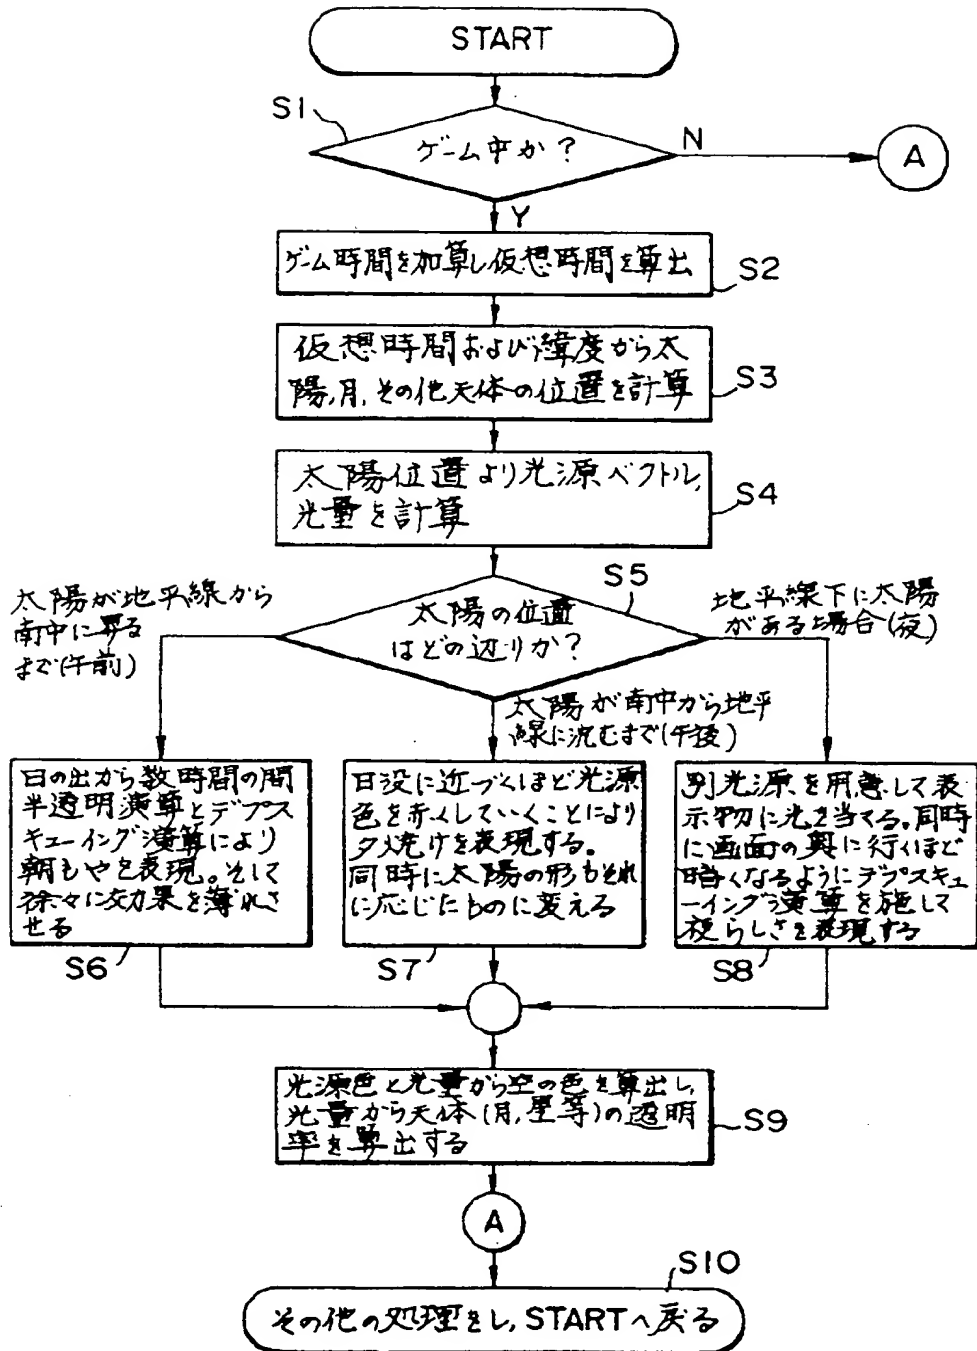 START
S1
ゲーム中か?
N
A
Y
ゲーム時間を加算し仮想時間を算出
S2
仮想時間および緯度から太
陽,月,その他天体の位置を計算
S3
太陽位置より光源ベクトル,
光量を計算
S4
S5
太陽の位置
はどの辺りか?
太陽が地平線から
南中に昇る
まで(午前)
太陽が南中から地平
線に沈むまで(午後)
地平線下に太陽
がある場合(夜)
日の出から数時間の間
半透明演算とデプス
キューイング演算により
朝もやを表現。そして
徐々に効果を薄れさ
せる
S6
日没に近づくほど光源
色を赤くしていくことにより
夕焼けを表現する。
同時に太陽の形もそれ
に応じたものに変える
S7
別光源を用意して表
示物に光を当てる。同時
に画面の奥に行くほど
暗くなるようにデプスキュ
ーイング演算を施して
夜らしさを表現する
S8
光源色と光量から空の色を算出し,
光量から天体(月,星等)の透明
率を算出する
S9
A
S10
その他の処理をし,STARTへ戻る